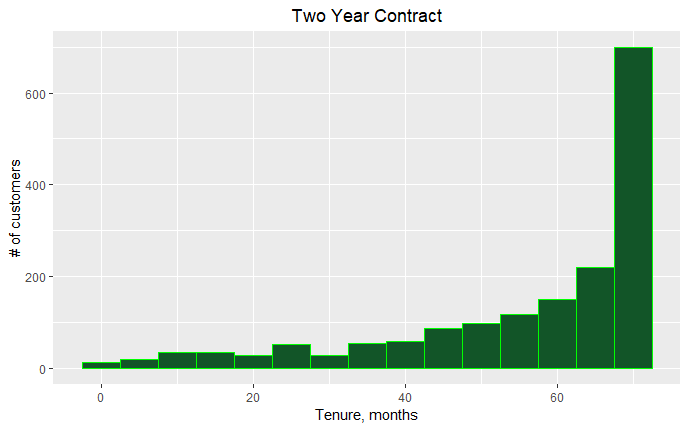 Two Year Contract
600
400
200
0
# of customers
0 20 40 60
Tenure, months